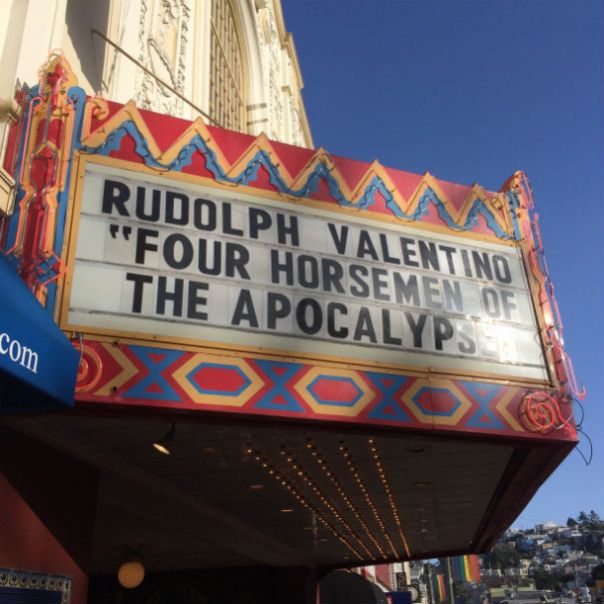 RUDOLPH VALENTINO
"FOUR HORSEMEN OF
THE APOCALYPSE"
com